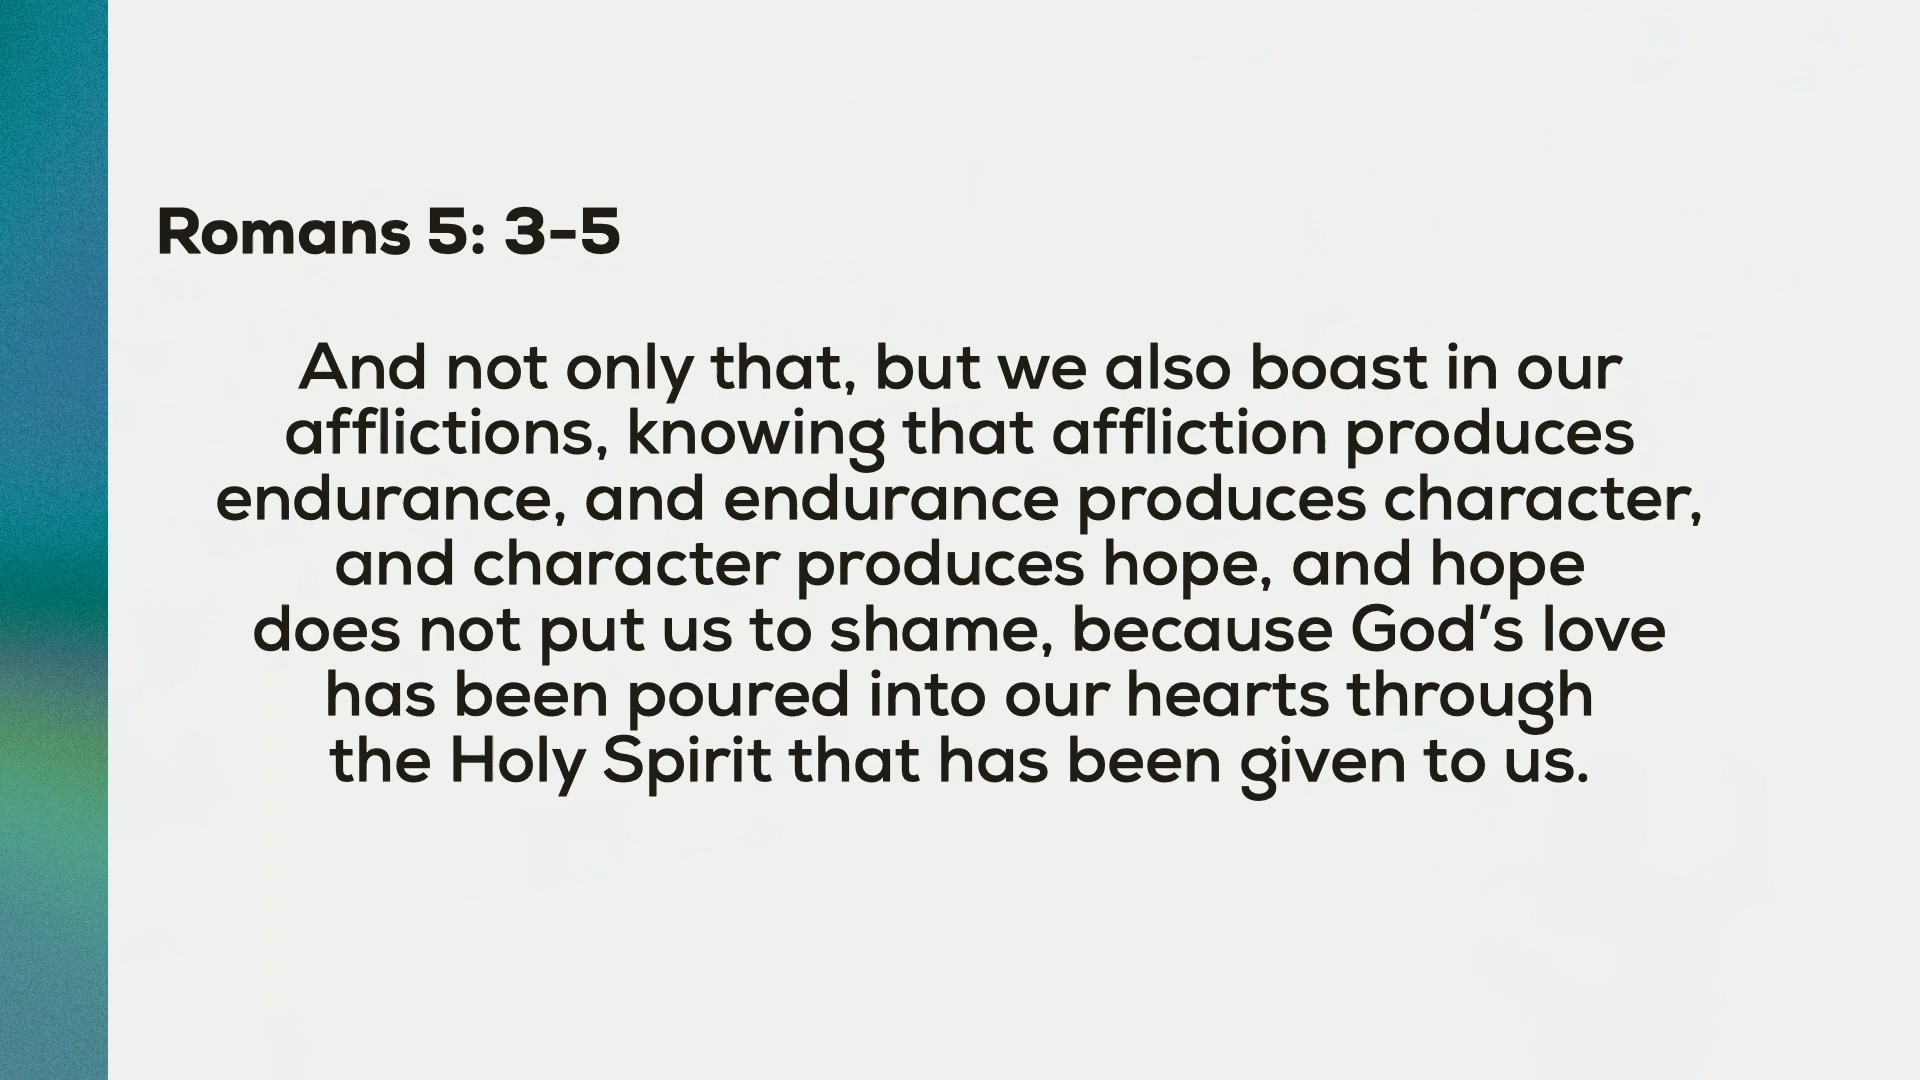 Romans 5: 3-5
And not only that, but we also boast in our
afflictions, knowing that affliction produces
endurance, and endurance produces character,
and character produces hope, and hope
does not put us to shame, because God’s love
has been poured into our hearts through
the Holy Spirit that has been given to us.